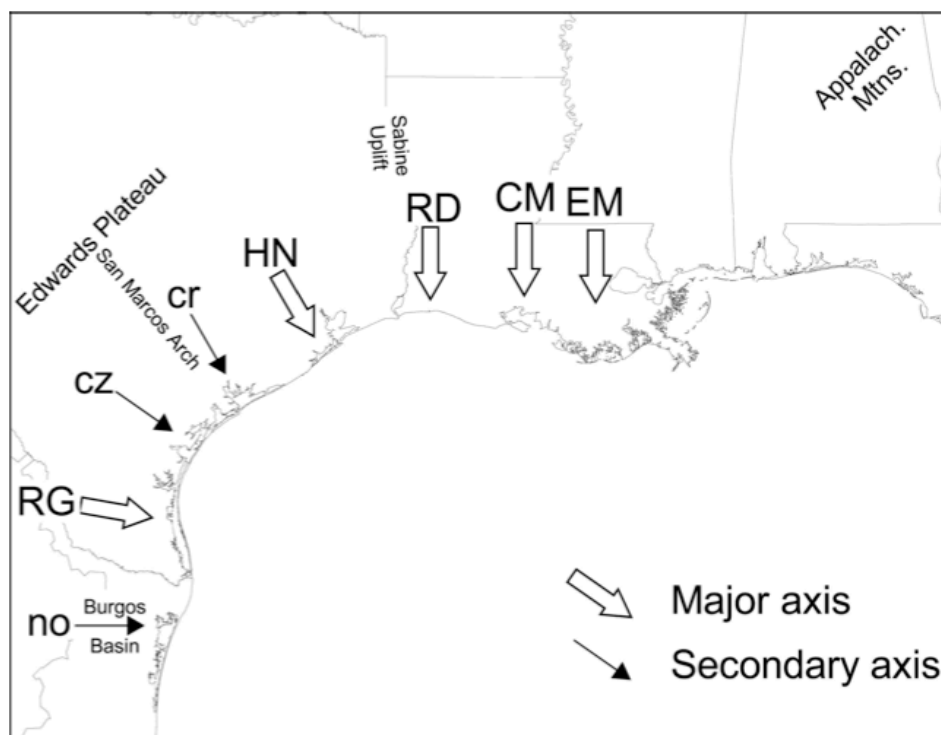 Appalach.
Mtns.
Sabine
Uplift
CM
EM
RD
Edwards Plateau
San Marcos Arch
HN
cr
cz
RG
no
Burgos
Basin
Major axis
Secondary axis